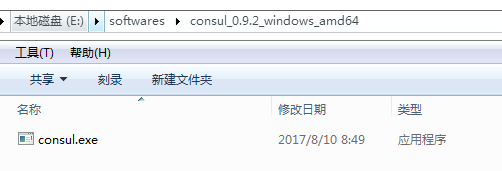 本地磁盘 (E:) softwares consul_0.9.2_windows_amd64
工具(T) 帮助(H)
共享 刻录 新建文件夹
名称 修改日期 类型
consul.exe 2017/8/10 8:49 应用程序